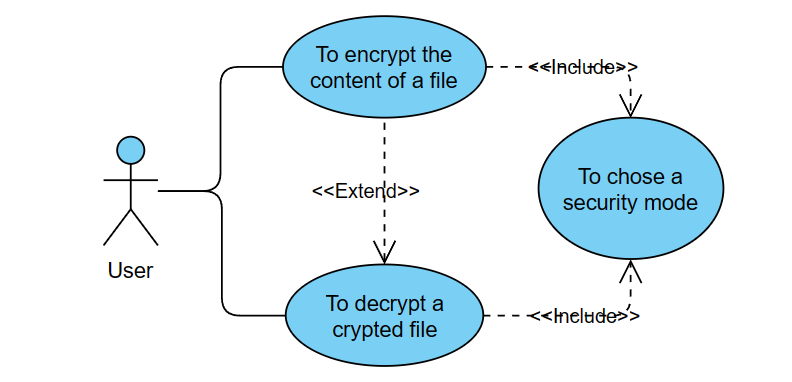 To encrypt the
content of a file
<<Include>>
To chose a
security mode
<<Extend>>
User
To decrypt a
crypted file
<<Include>>